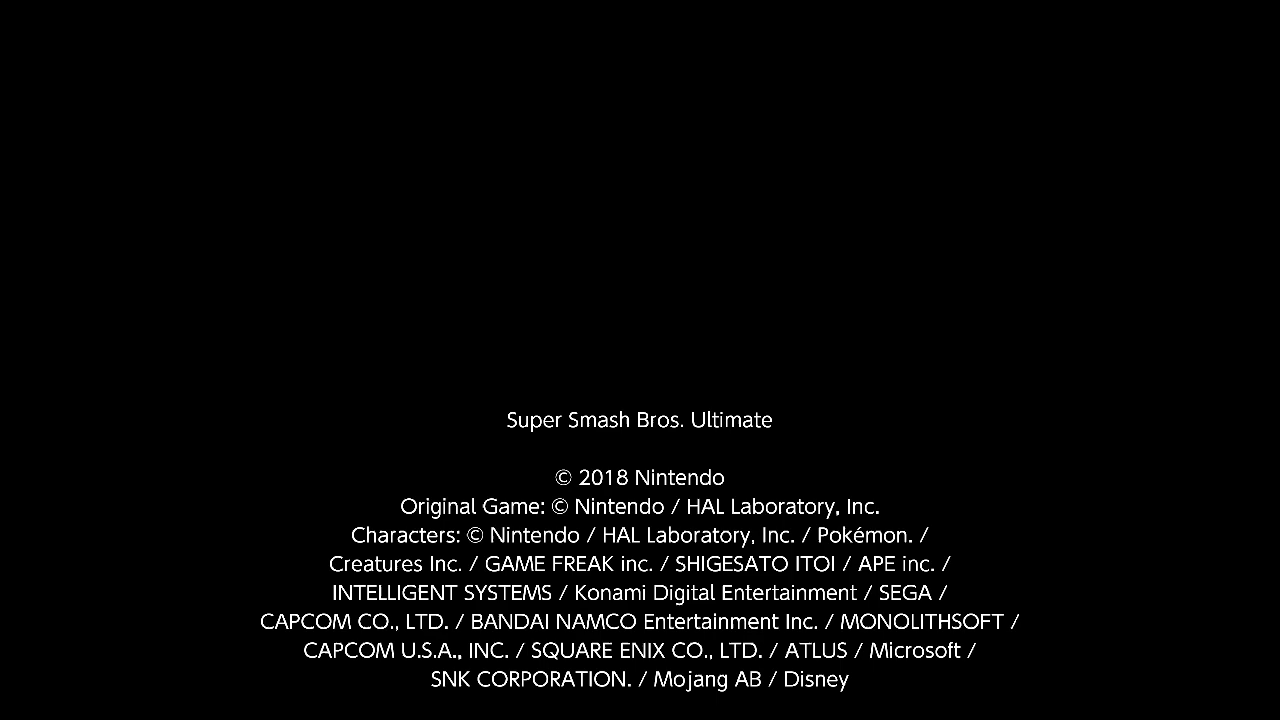 Super Smash Bros. Ultimate
© 2018 Nintendo
Original Game: © Nintendo / HAL Laboratory, Inc.
Characters: © Nintendo / HAL Laboratory, Inc. / Pokémon. /
Creatures Inc. / GAME FREAK inc. / SHIGESATO ITOI / APE inc. /
INTELLIGENT SYSTEMS / Konami Digital Entertainment / SEGA /
CAPCOM CO., LTD. / BANDAI NAMCO Entertainment Inc. / MONOLITHSOFT /
CAPCOM U.S.A., INC. / SQUARE ENIX CO., LTD. / ATLUS / Microsoft /
SNK CORPORATION. / Mojang AB / Disney